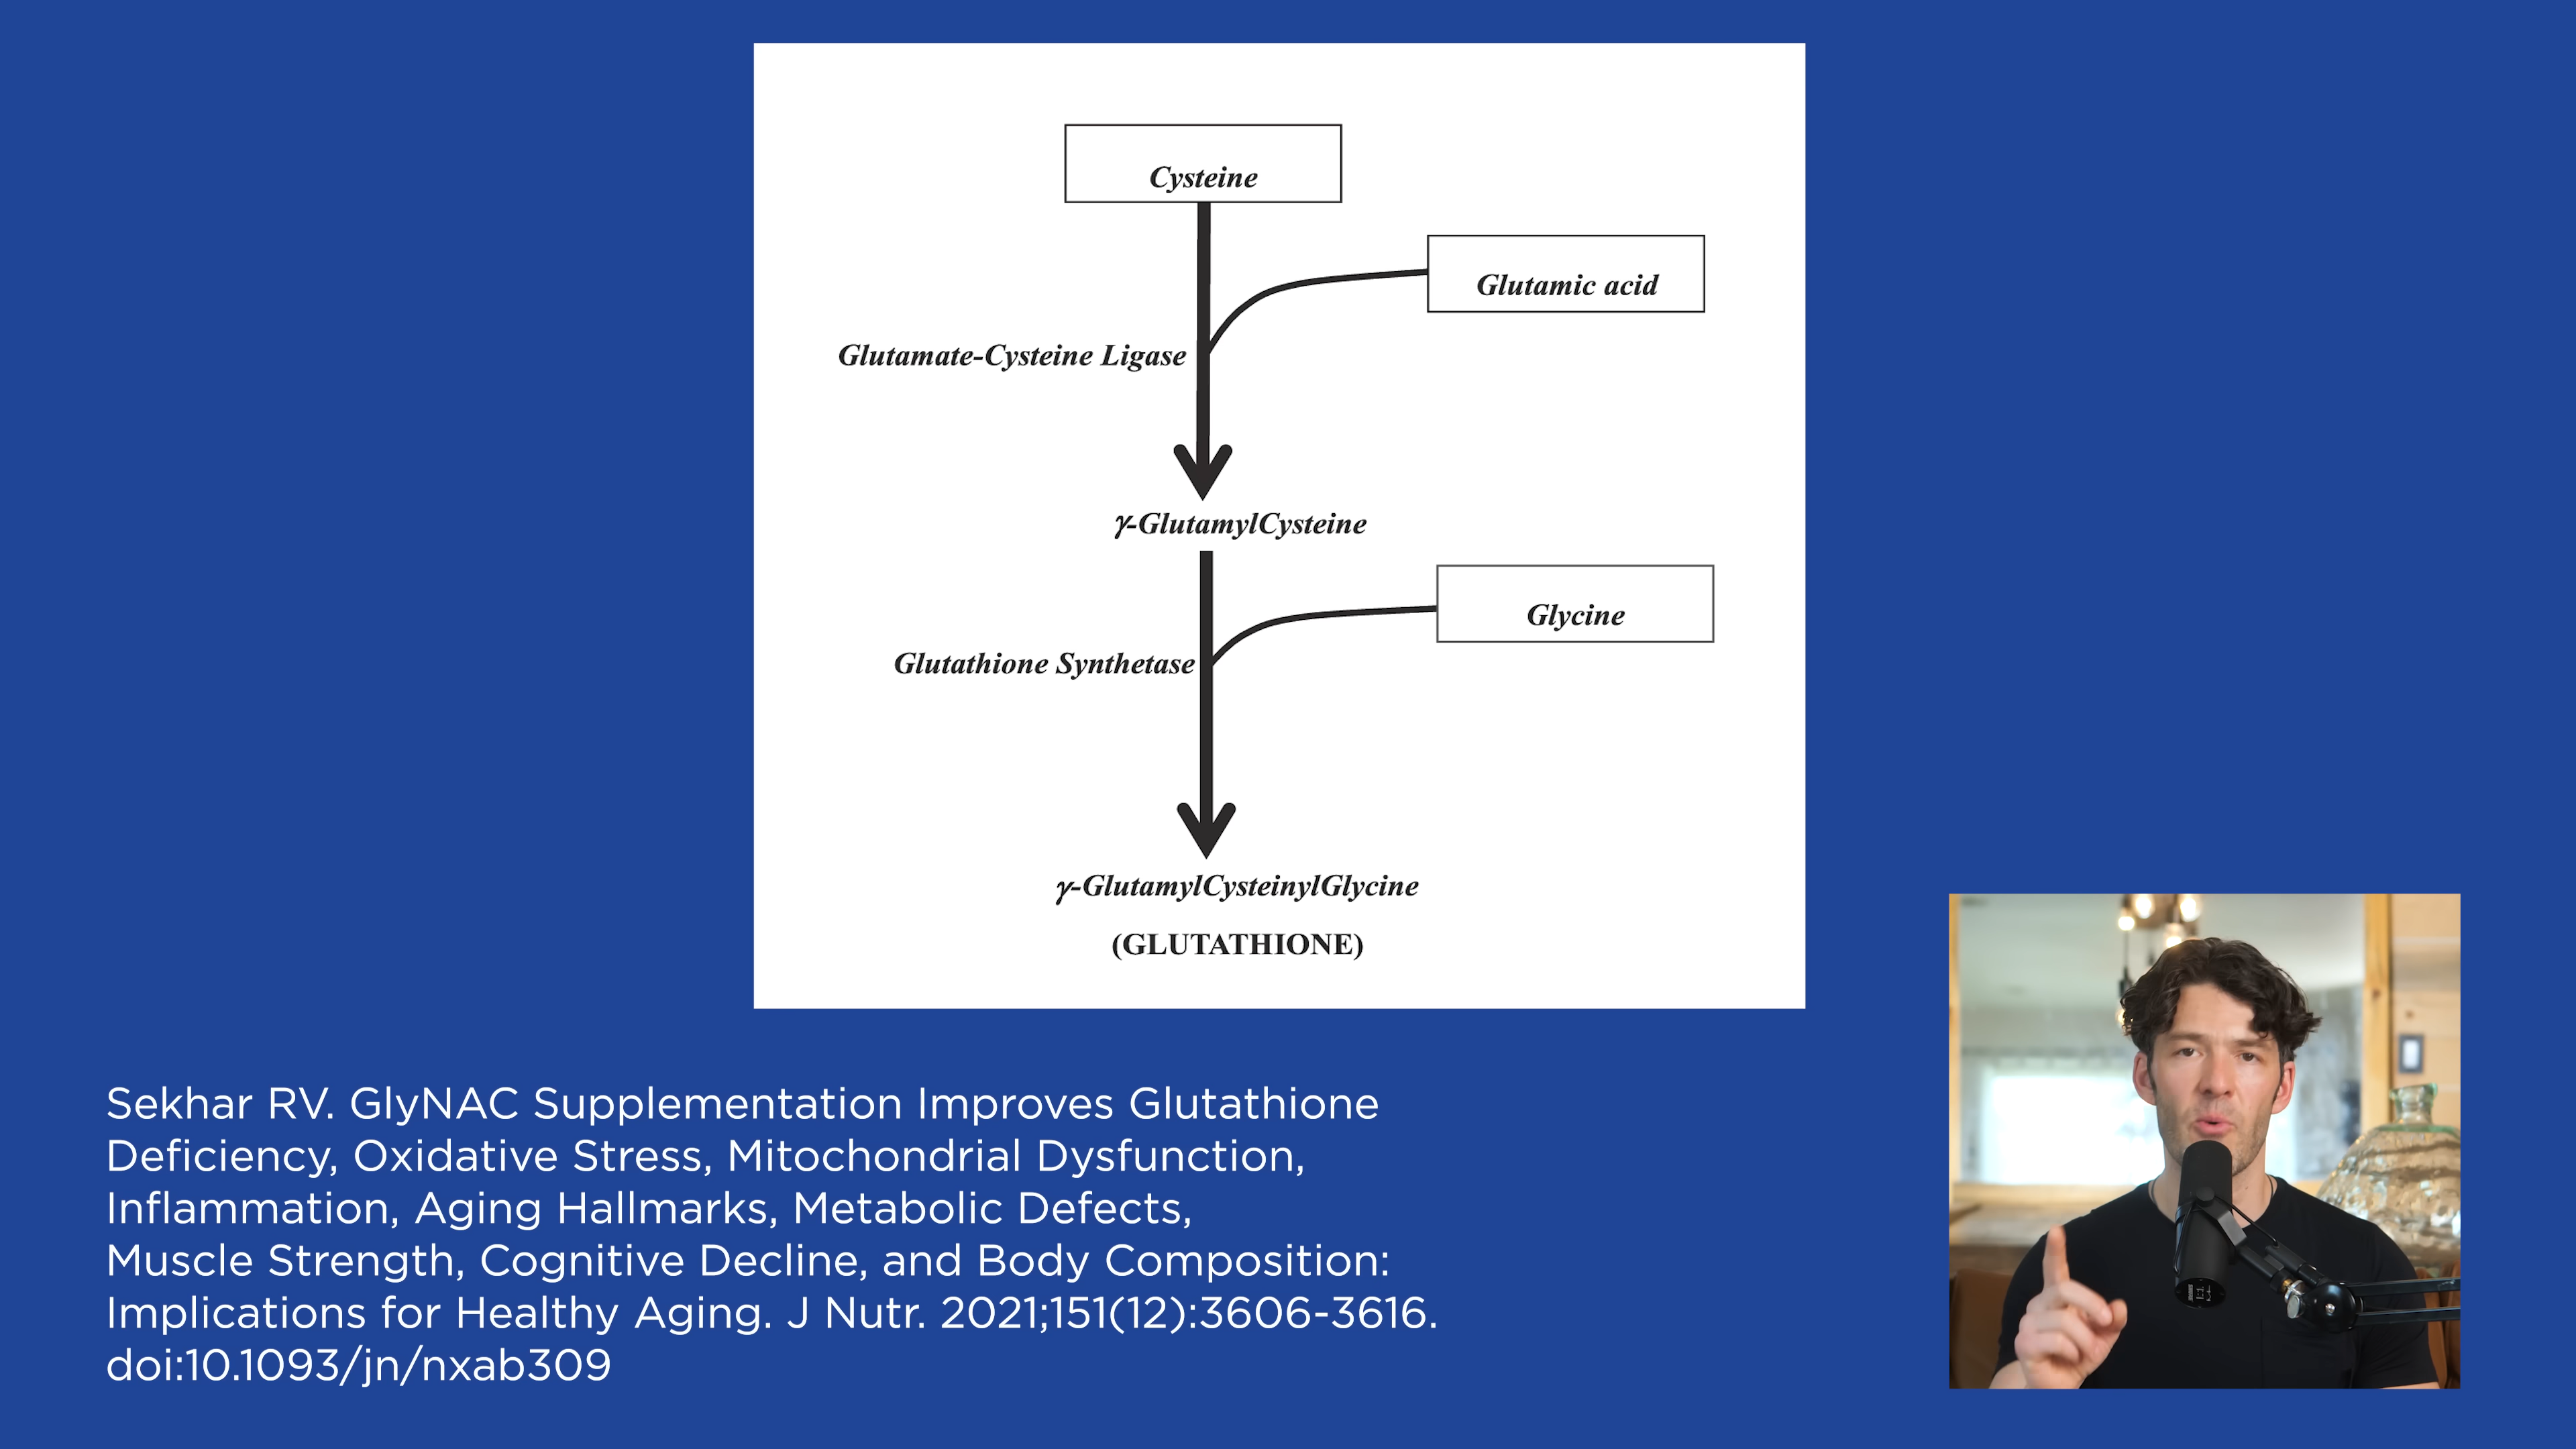 Cysteine
Glutamic acid
Glutamate-Cysteine Ligase
γ-GlutamylCysteine
Glycine
Glutathione Synthetase
γ-GlutamylCysteinylGlycine
(GLUTATHIONE)
Sekhar RV. GlyNAC Supplementation Improves Glutathione
Deficiency, Oxidative Stress, Mitochondrial Dysfunction,
Inflammation, Aging Hallmarks, Metabolic Defects,
Muscle Strength, Cognitive Decline, and Body Composition:
Implications for Healthy Aging. J Nutr. 2021;151(12):3606-3616.
doi:10.1093/jn/nxab309